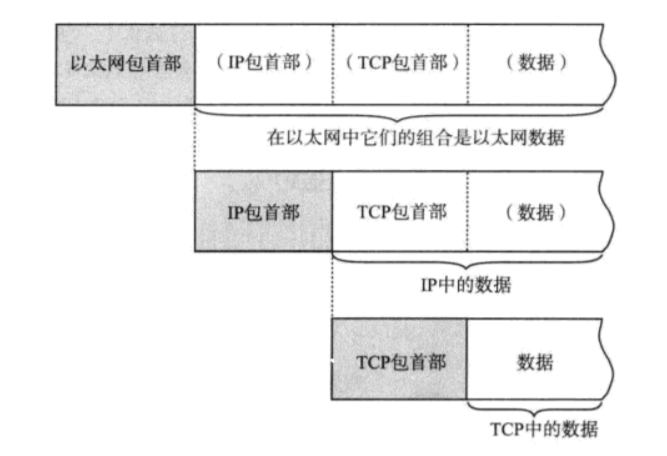 以太网包首部 （IP包首部） （TCP包首部） （数据）
在以太网中它们的组合是以太网数据
IP包首部 TCP包首部 （数据）
IP中的数据
TCP包首部 数据
TCP中的数据